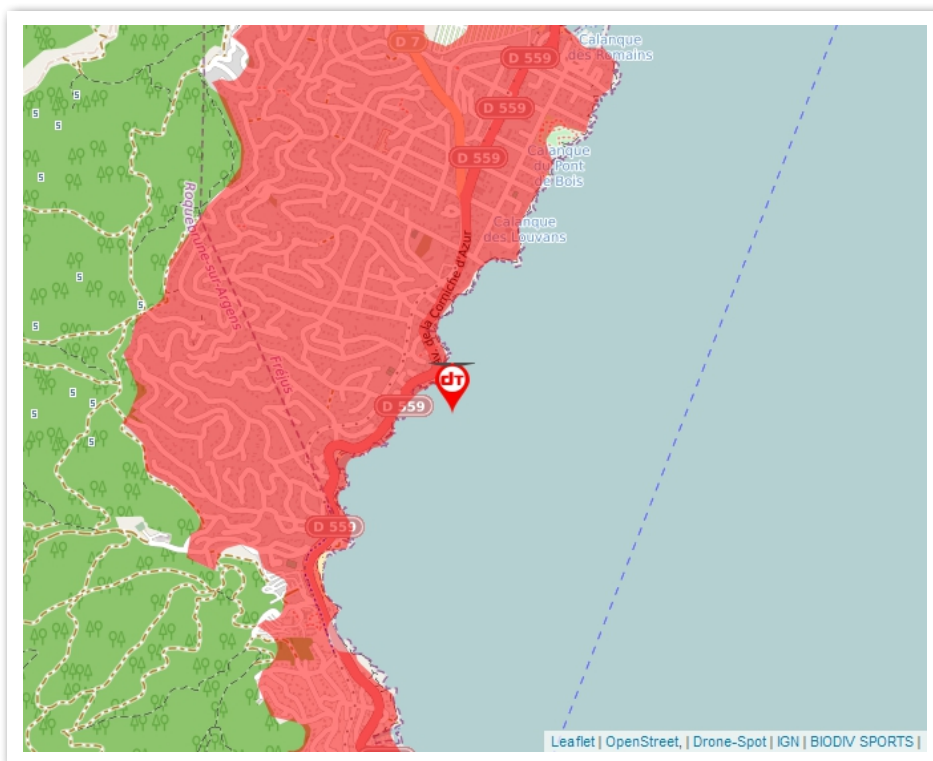 Calanque
des Romains
D 7
D 559
D 559
D 559
Calanque
du Pont
de Bois
Calanque
des Louvans
Roquebrune-sur-Argens
Fréjus
Av. de la Corniche d'Azur
dT
D 559
D 559
S
S
S
S
S
S
S
S
S
Leaflet | OpenStreet, | Drone-Spot | IGN | BIODIV SPORTS |